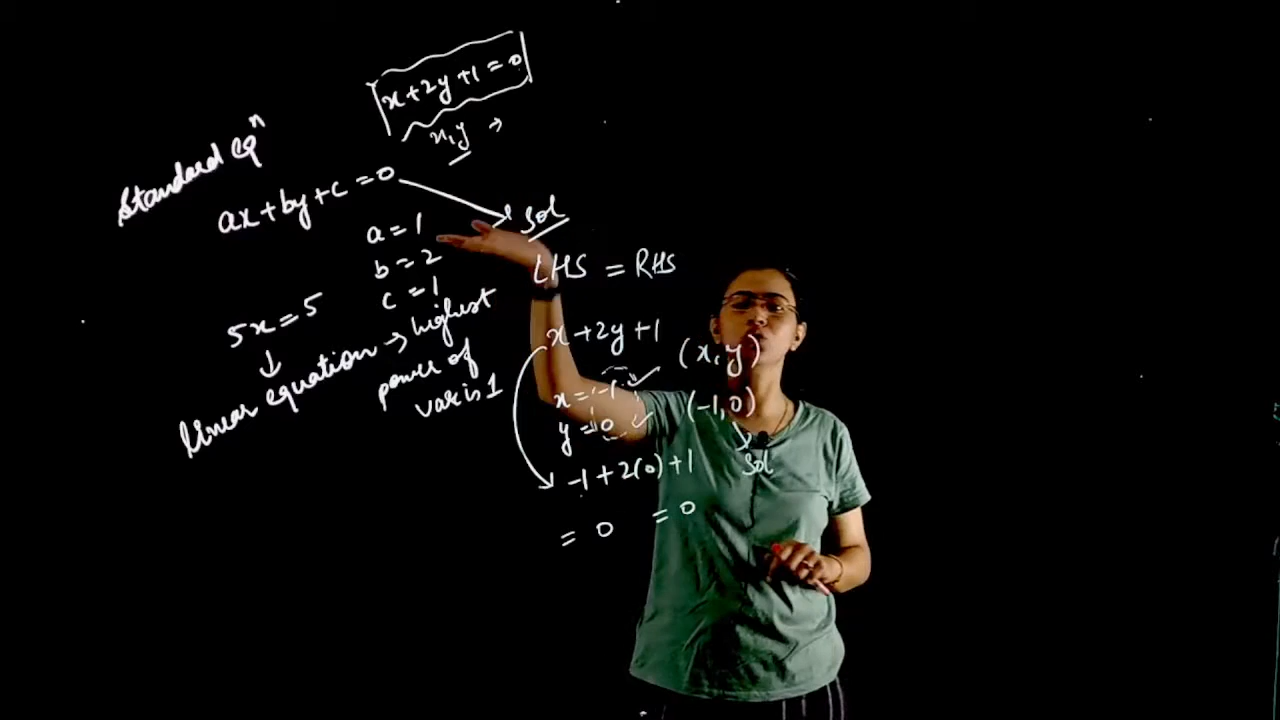 x+2y+1=0
x,y →
Standard eqⁿ
ax+by+c=0
a=1
b=2
c=1
5x=5
↓
linear equation → highest
power of
var is 1
Sol
LHS = RHS
x+2y+1
x=-1
y=0
(x,y)
(-1,0)
Sol
-1+2(0)+1
= 0 = 0